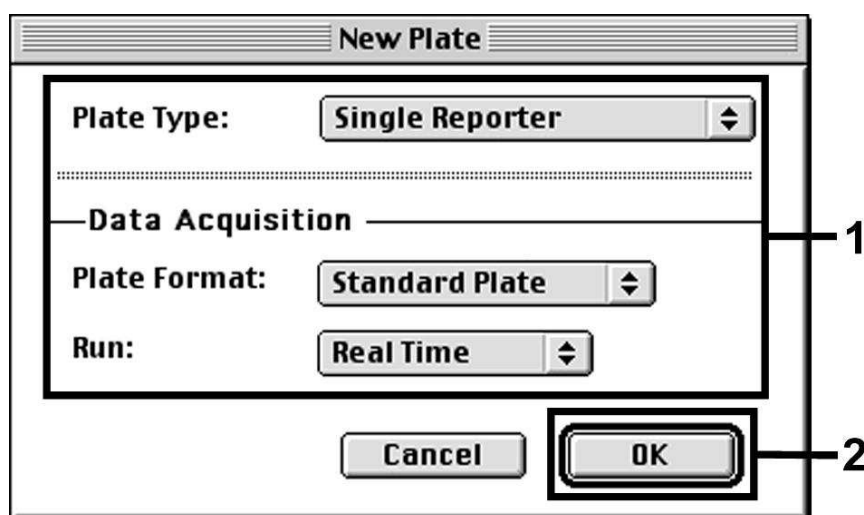 New Plate
Plate Type: Single Reporter
Data Acquisition
1
Plate Format: Standard Plate
Run: Real Time
Cancel OK
2